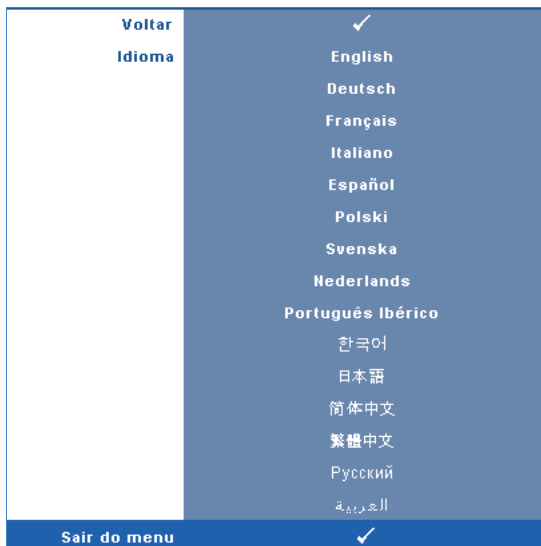 Voltar ✓
Idioma English
Deutsch
Français
Italiano
Español
Polski
Svenska
Nederlands
Português Ibérico
한국어
日本語
简体中文
繁體中文
Русский
العربية
Sair do menu ✓